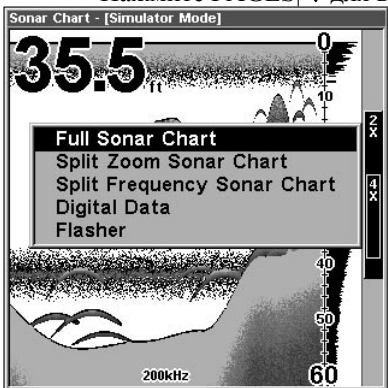 Sonar Chart - [Simulator Mode]
35.5 ft
0
10
2X
Full Sonar Chart
Split Zoom Sonar Chart
Split Frequency Sonar Chart
Digital Data
Flasher
4X
40
50
200kHz
60